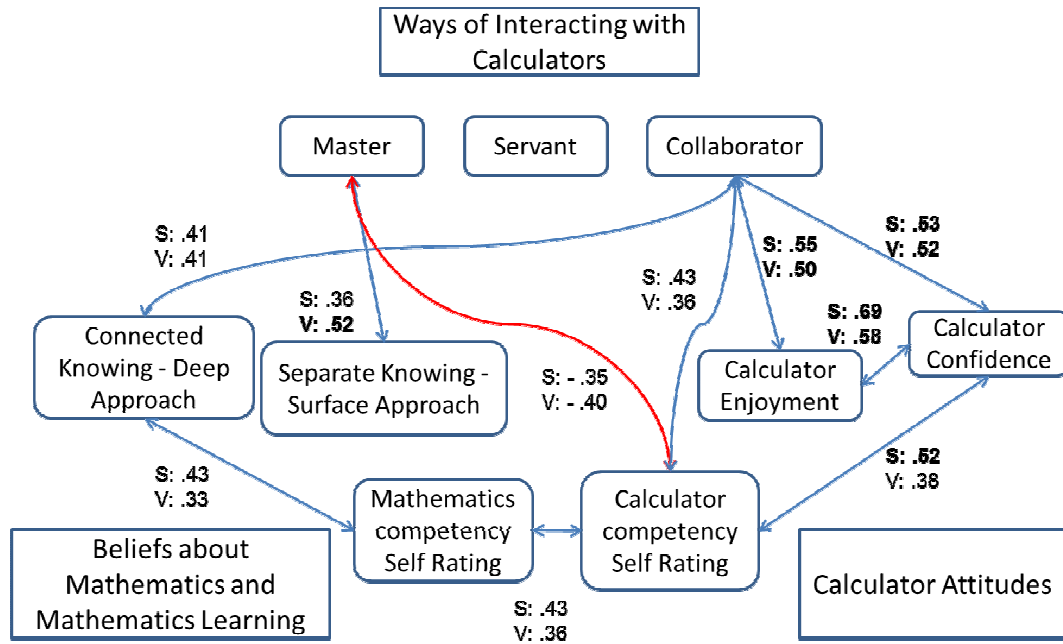 Ways of Interacting with
Calculators
Master
Servant
Collaborator
S: .41
V: .41
S: .36
V: .52
S: .43
V: .36
S: .55
V: .50
S: .53
V: .52
S: .69
V: .58
Connected
Knowing - Deep
Approach
Separate Knowing -
Surface Approach
S: - .35
V: - .40
Calculator
Enjoyment
Calculator
Confidence
S: .43
V: .33
S: .52
V: .38
Mathematics
competency
Self Rating
Calculator
competency
Self Rating
Beliefs about
Mathematics and
Mathematics Learning
Calculator Attitudes
S: .43
V: .36